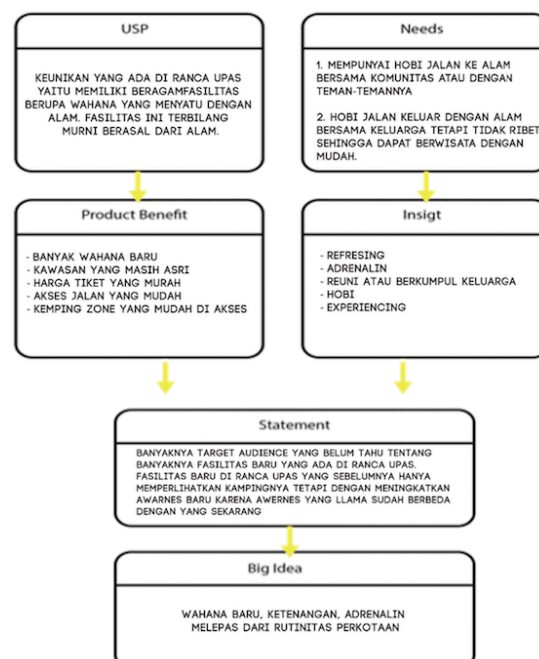 USP
KEUNIKAN YANG ADA DI RANCA UPAS
YAITU MEMILIKI BERAGAMFASILITAS
BERUPA WAHANA YANG MENYATU DENGAN
ALAM. FASILITAS INI TERBILANG
MURNI BERASAL DARI ALAM.
Needs
1. MEMPUNYAI HOBI JALAN KE ALAM
BERSAMA KOMUNITAS ATAU DENGAN
TEMAN-TEMANNYA
2. HOBI JALAN KELUAR DENGAN ALAM
BERSAMA KELUARGA TETAPI TIDAK RIBET
SEHINGGA DAPAT BERWISATA DENGAN
MUDAH.
Product Benefit
- BANYAK WAHANA BARU
- KAWASAN YANG MASIH ASRI
- HARGA TIKET YANG MURAH
- AKSES JALAN YANG MUDAH
- KEMPING ZONE YANG MUDAH DI AKSES
Insigt
- REFRESING
- ADRENALIN
- REUNI ATAU BERKUMPUL KELUARGA
- HOBI
- EXPERIENCING
Statement
BANYAKNYA TARGET AUDIENCE YANG BELUM TAHU TENTANG
BANYAKNYA FASILITAS BARU YANG ADA DI RANCA UPAS.
FASILITAS BARU DI RANCA UPAS YANG SEBELUMNYA HANYA
MEMPERLIHATKAN KAMPINGNYA TETAPI DENGAN MENINGKATKAN
AWARNES BARU KARENA AWERNES YANG LLAMA SUDAH BERBEDA
DENGAN YANG SEKARANG
Big Idea
WAHANA BARU, KETENANGAN, ADRENALIN
MELEPAS DARI RUTINITAS PERKOTAAN